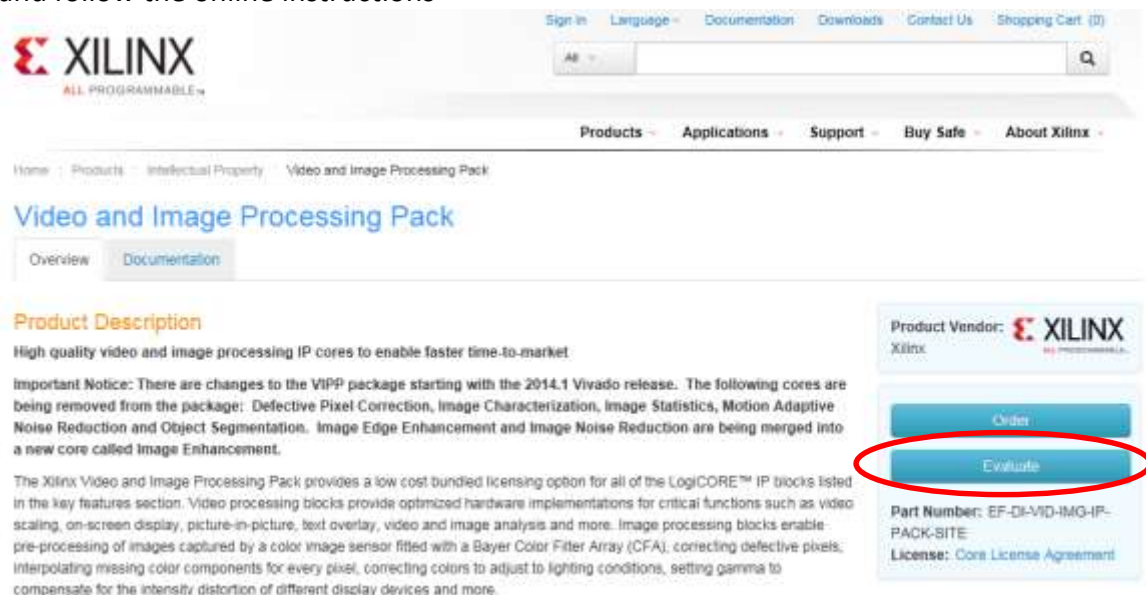 and follow the online instructions
Sign in Language Documentation Downloads Contact Us Shopping Cart (0)
XILINX
ALL PROGRAMMABLE™
All
Products Applications Support Buy Safe About Xilinx
Home Products Intellectual Property Video and Image Processing Pack
Video and Image Processing Pack
Overview Documentation
Product Description
High quality video and image processing IP cores to enable faster time-to-market
Important Notice: There are changes to the VIPP package starting with the 2014.1 Vivado release. The following cores are
being removed from the package: Defective Pixel Correction, Image Characterization, Image Statistics, Motion Adaptive
Noise Reduction and Object Segmentation. Image Edge Enhancement and Image Noise Reduction are being merged into
a new core called Image Enhancement.
The Xilinx Video and Image Processing Pack provides a low cost bundled licensing option for all of the LogiCORE™ IP blocks listed
in the key features section. Video processing blocks provide optimized hardware implementations for critical functions such as video
scaling, on-screen display, picture-in-picture, text overlay, video and image analysis and more. Image processing blocks enable
pre-processing of images captured by a color image sensor fitted with a Bayer Color Filter Array (CFA), correcting defective pixels,
interpolating missing color components for every pixel, correcting colors to adjust to lighting conditions, setting gamma to
compensate for the intensity distortion of different display devices and more.
Product Vendor: XILINX
Xilinx
ALL PROGRAMMABLE
Order
Evaluate
Part Number: EF-DI-VID-IMG-IP-
PACK-SITE
License: Core License Agreement